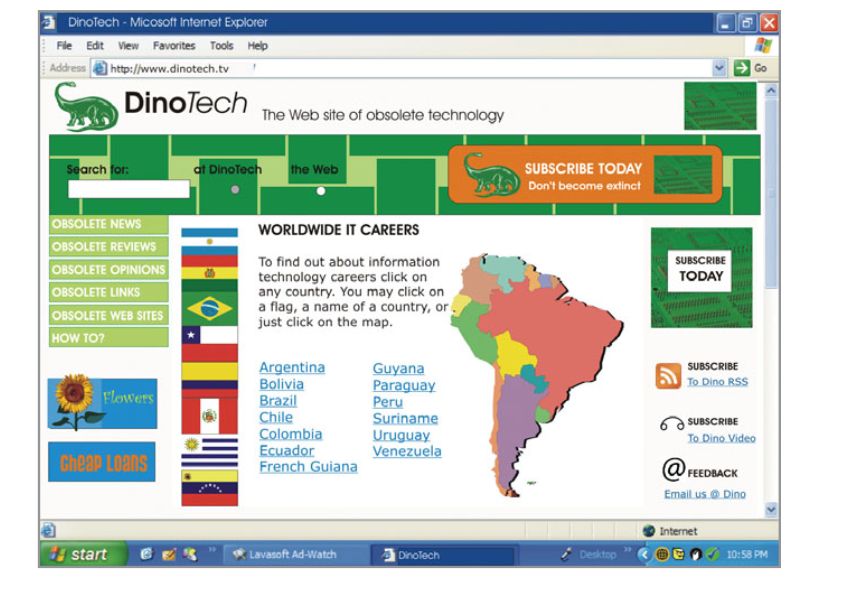 DinoTech - Micosoft Internet Explorer
File Edit View Favorites Tools Help
Address http://www.dinotech.tv Go
DinoTech The Web site of obsolete technology
Search for: at DinoTech the Web
SUBSCRIBE TODAY
Don't become extinct
OBSOLETE NEWS
OBSOLETE REVIEWS
OBSOLETE OPINIONS
OBSOLETE LINKS
OBSOLETE WEB SITES
HOW TO?
Flowers
Cheap Loans
WORLDWIDE IT CAREERS
To find out about information
technology careers click on
any country. You may click on
a flag, a name of a country, or
just click on the map.
Argentina
Bolivia
Brazil
Chile
Colombia
Ecuador
French Guiana
Guyana
Paraguay
Peru
Suriname
Uruguay
Venezuela
SUBSCRIBE
TODAY
SUBSCRIBE
To Dino RSS
SUBSCRIBE
To Dino Video
@ FEEDBACK
Email us @ Dino
Internet
start » Lavasoft Ad-Watch DinoTech Desktop » 10:58 PM